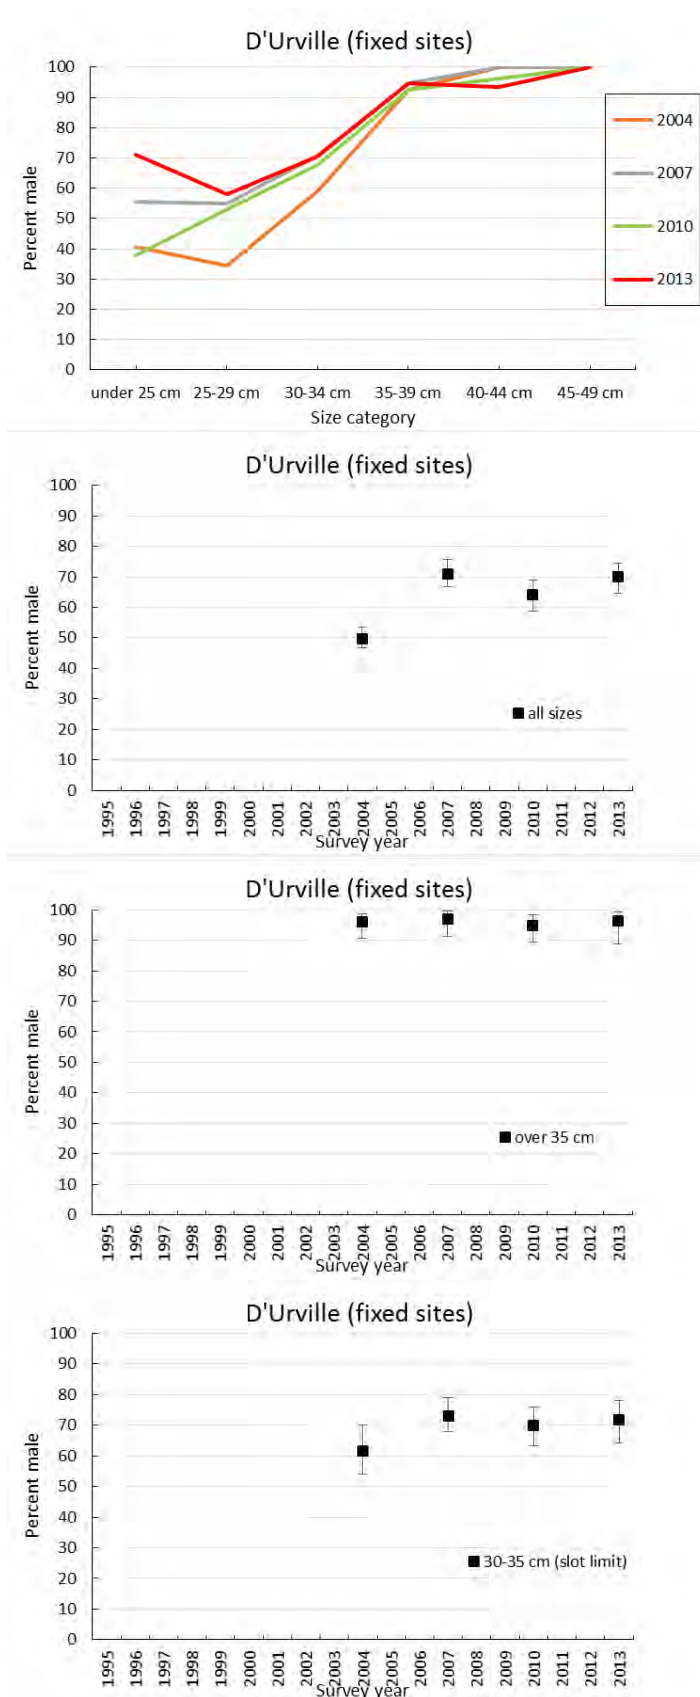 D'Urville (fixed sites)
100
90
80
70
60
50
40
30
20
10
0
Percent male
2004
2007
2010
2013
under 25 cm 25-29 cm 30-34 cm 35-39 cm 40-44 cm 45-49 cm
Size category
D'Urville (fixed sites)
100
90
80
70
60
50
40
30
20
10
0
Percent male
all sizes
1995 1996 1997 1998 1999 2000 2001 2002 2003 2004 2005 2006 2007 2008 2009 2010 2011 2012 2013
Survey year
D'Urville (fixed sites)
100
90
80
70
60
50
40
30
20
10
0
Percent male
over 35 cm
1995 1996 1997 1998 1999 2000 2001 2002 2003 2004 2005 2006 2007 2008 2009 2010 2011 2012 2013
Survey year
D'Urville (fixed sites)
100
90
80
70
60
50
40
30
20
10
0
Percent male
30-35 cm (slot limit)
1995 1996 1997 1998 1999 2000 2001 2002 2003 2004 2005 2006 2007 2008 2009 2010 2011 2012 2013
Survey year